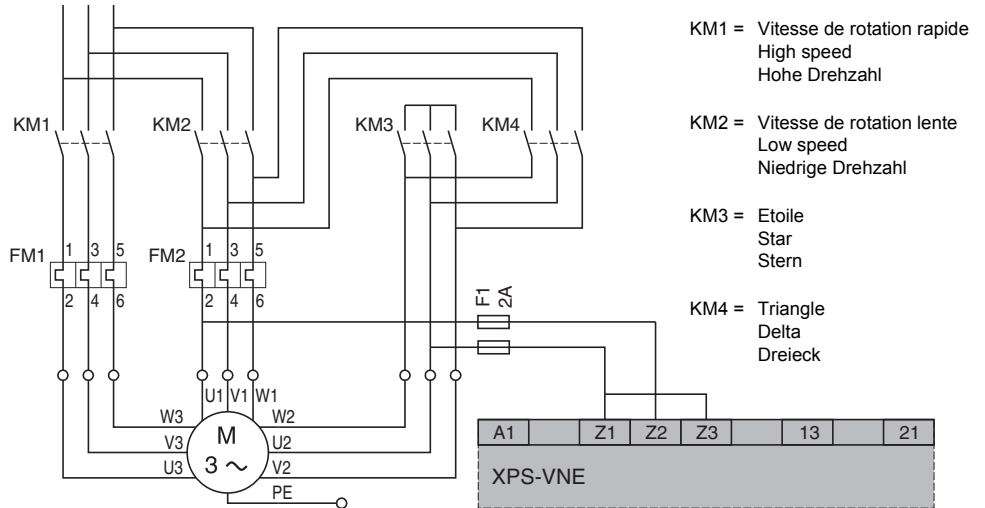 KM1 = Vitesse de rotation rapide
High speed
Hohe Drehzahl
KM2 = Vitesse de rotation lente
Low speed
Niedrige Drehzahl
KM3 = Etoile
Star
Stern
KM4 = Triangle
Delta
Dreieck
KM1 KM2 KM3 KM4
FM1 1 3 5 FM2 1 3 5
2 4 6 2 4 6
F1
2A
U1 V1 W1
W3 W2
V3 M U2
U3 3 ~ V2
PE
A1 Z1 Z2 Z3 13 21
XPS-VNE